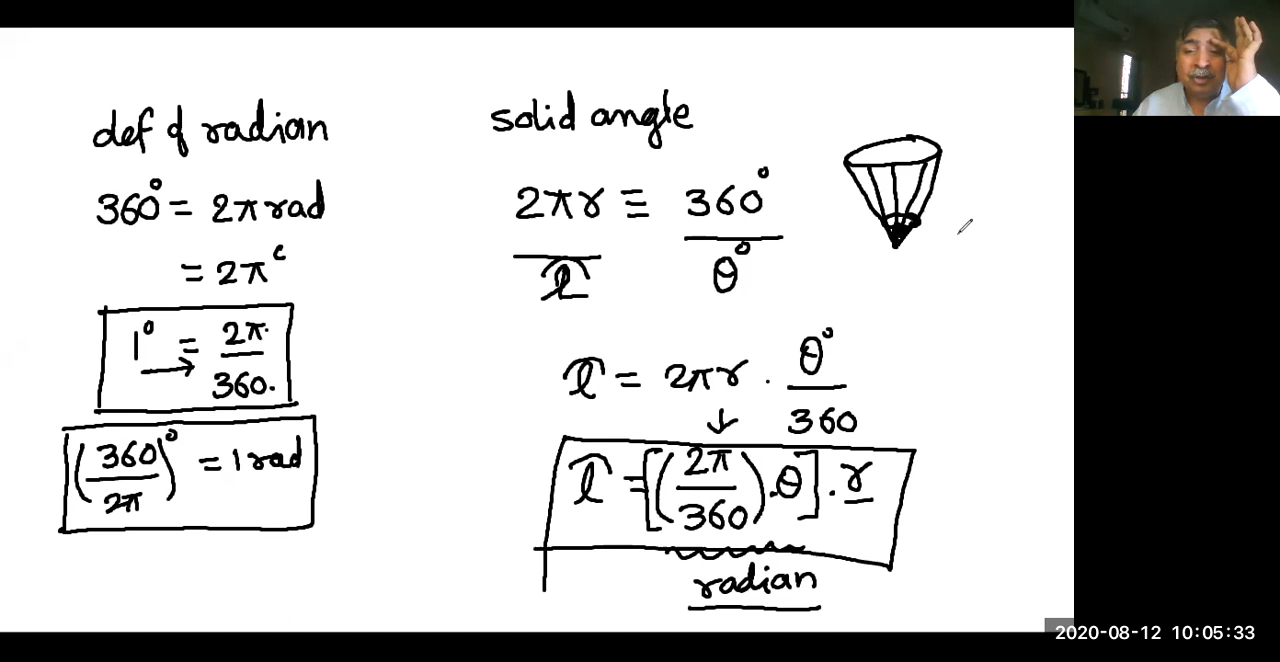 def of radian
360° = 2π rad
= 2π^c
1° = 2π/360.
(360/2π)° = 1 rad
solid angle
2πr ≡ 360°
l θ°
l = 2πr . θ°/360
↓
l = [(2π/360).θ] . r
radian
2020-08-12 10:05:33